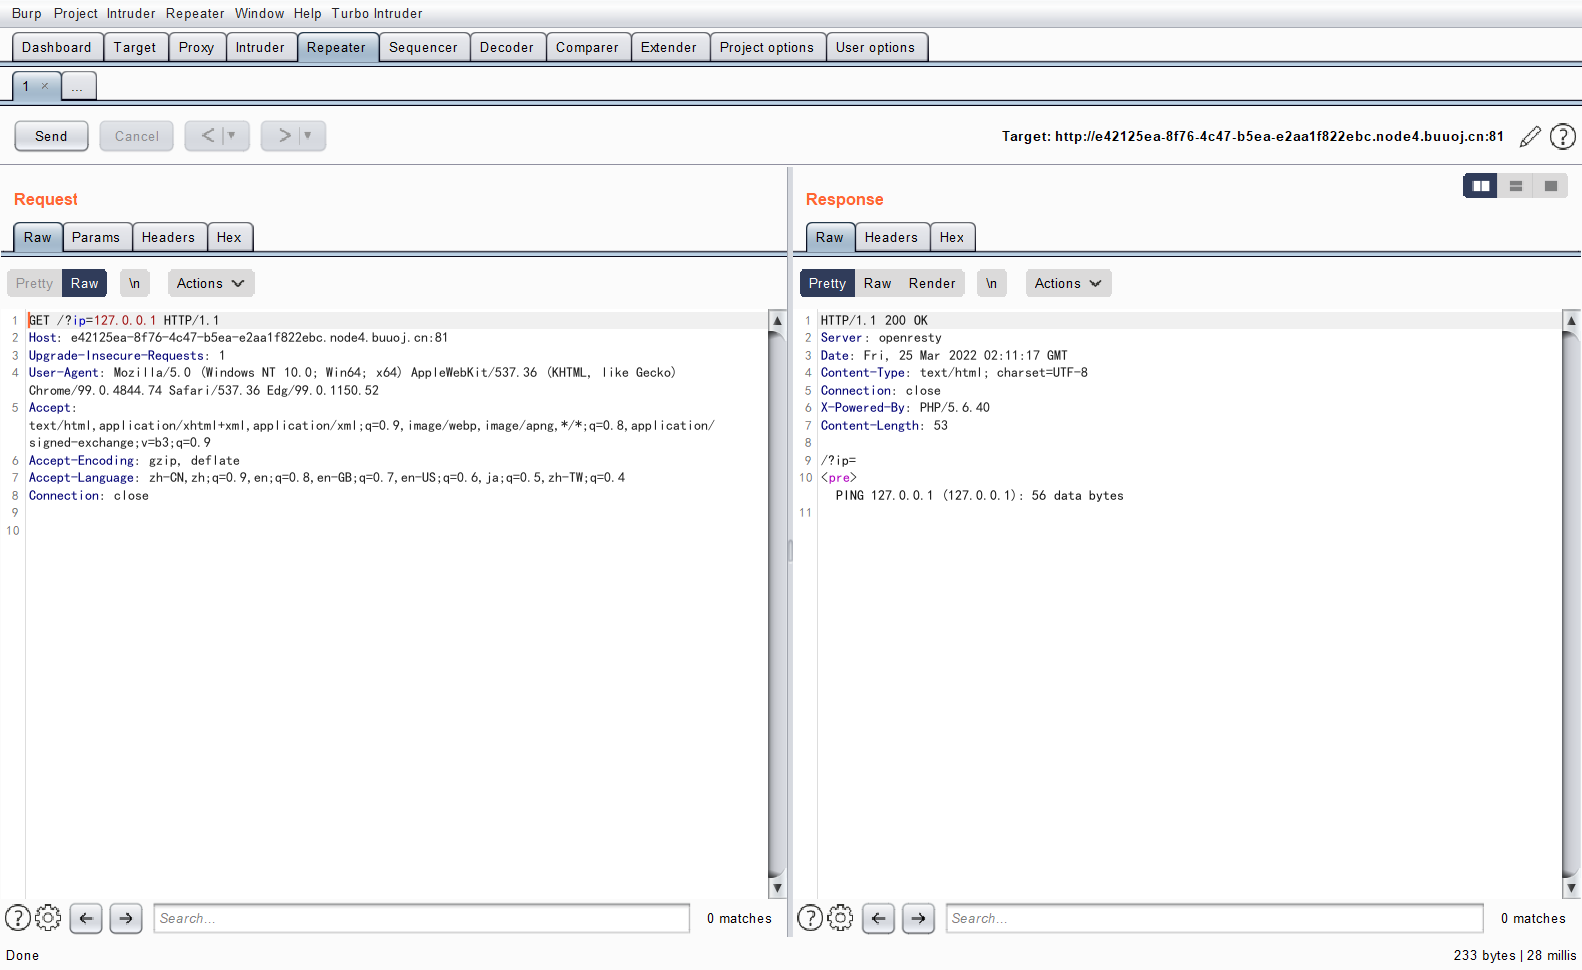 Burp Project Intruder Repeater Window Help Turbo Intruder
Dashboard Target Proxy Intruder Repeater Sequencer Decoder Comparer Extender Project options User options
1 × ...
Send Cancel < ▼ > ▼ Target: http://e42125ea-8f76-4c47-b5ea-e2aa1f822ebc.node4.buuoj.cn:81 ?
Request
Raw Params Headers Hex
Pretty Raw \n Actions
1 GET /?ip=127.0.0.1 HTTP/1.1
2 Host: e42125ea-8f76-4c47-b5ea-e2aa1f822ebc.node4.buuoj.cn:81
3 Upgrade-Insecure-Requests: 1
4 User-Agent: Mozilla/5.0 (Windows NT 10.0; Win64; x64) AppleWebKit/537.36 (KHTML, like Gecko)
Chrome/99.0.4844.74 Safari/537.36 Edg/99.0.1150.52
5 Accept:
text/html,application/xhtml+xml,application/xml;q=0.9,image/webp,image/apng,*/*;q=0.8,application/
signed-exchange;v=b3;q=0.9
6 Accept-Encoding: gzip, deflate
7 Accept-Language: zh-CN,zh;q=0.9,en;q=0.8,en-GB;q=0.7,en-US;q=0.6,ja;q=0.5,zh-TW;q=0.4
8 Connection: close
9
10
? Search... 0 matches
Response
Raw Headers Hex
Pretty Raw Render \n Actions
1 HTTP/1.1 200 OK
2 Server: openresty
3 Date: Fri, 25 Mar 2022 02:11:17 GMT
4 Content-Type: text/html; charset=UTF-8
5 Connection: close
6 X-Powered-By: PHP/5.6.40
7 Content-Length: 53
8
9 /?ip=
10 <pre>
PING 127.0.0.1 (127.0.0.1): 56 data bytes
11
? Search... 0 matches
Done 233 bytes | 28 millis